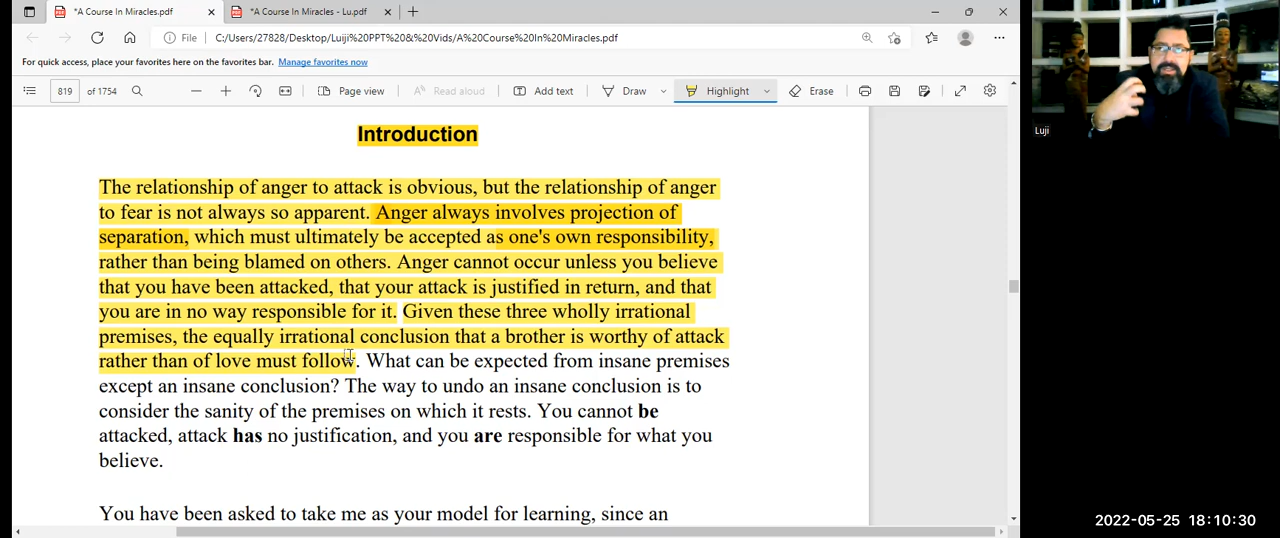 *A Course In Miracles.pdf
*A Course In Miracles - Lu.pdf
File
C:/Users/27828/Desktop/Luiji%20PPT%20&%20Vids/A%20Course%20In%20Miracles.pdf
For quick access, place your favorites here on the favorites bar. Manage favorites now
819 of 1754
Page view
Read aloud
Add text
Draw
Highlight
Erase
Introduction
The relationship of anger to attack is obvious, but the relationship of anger
to fear is not always so apparent. Anger always involves projection of
separation, which must ultimately be accepted as one's own responsibility,
rather than being blamed on others. Anger cannot occur unless you believe
that you have been attacked, that your attack is justified in return, and that
you are in no way responsible for it. Given these three wholly irrational
premises, the equally irrational conclusion that a brother is worthy of attack
rather than of love must follow. What can be expected from insane premises
except an insane conclusion? The way to undo an insane conclusion is to
consider the sanity of the premises on which it rests. You cannot be
attacked, attack has no justification, and you are responsible for what you
believe.
You have been asked to take me as your model for learning, since an
Luji
2022-05-25 18:10:30